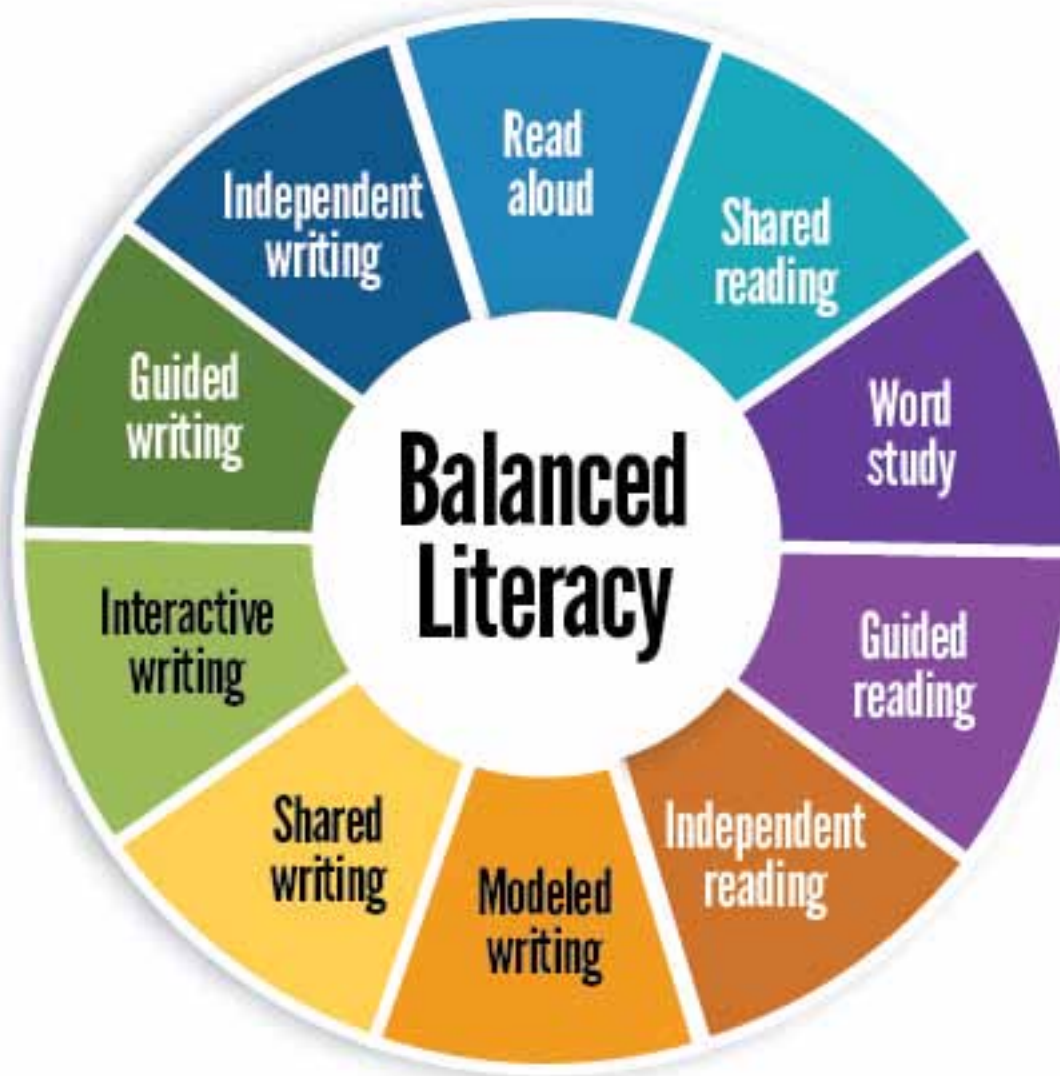 Read
aloud
Shared
reading
Word
study
Guided
reading
Independent
reading
Modeled
writing
Shared
writing
Interactive
writing
Guided
writing
Independent
writing
Balanced
Literacy